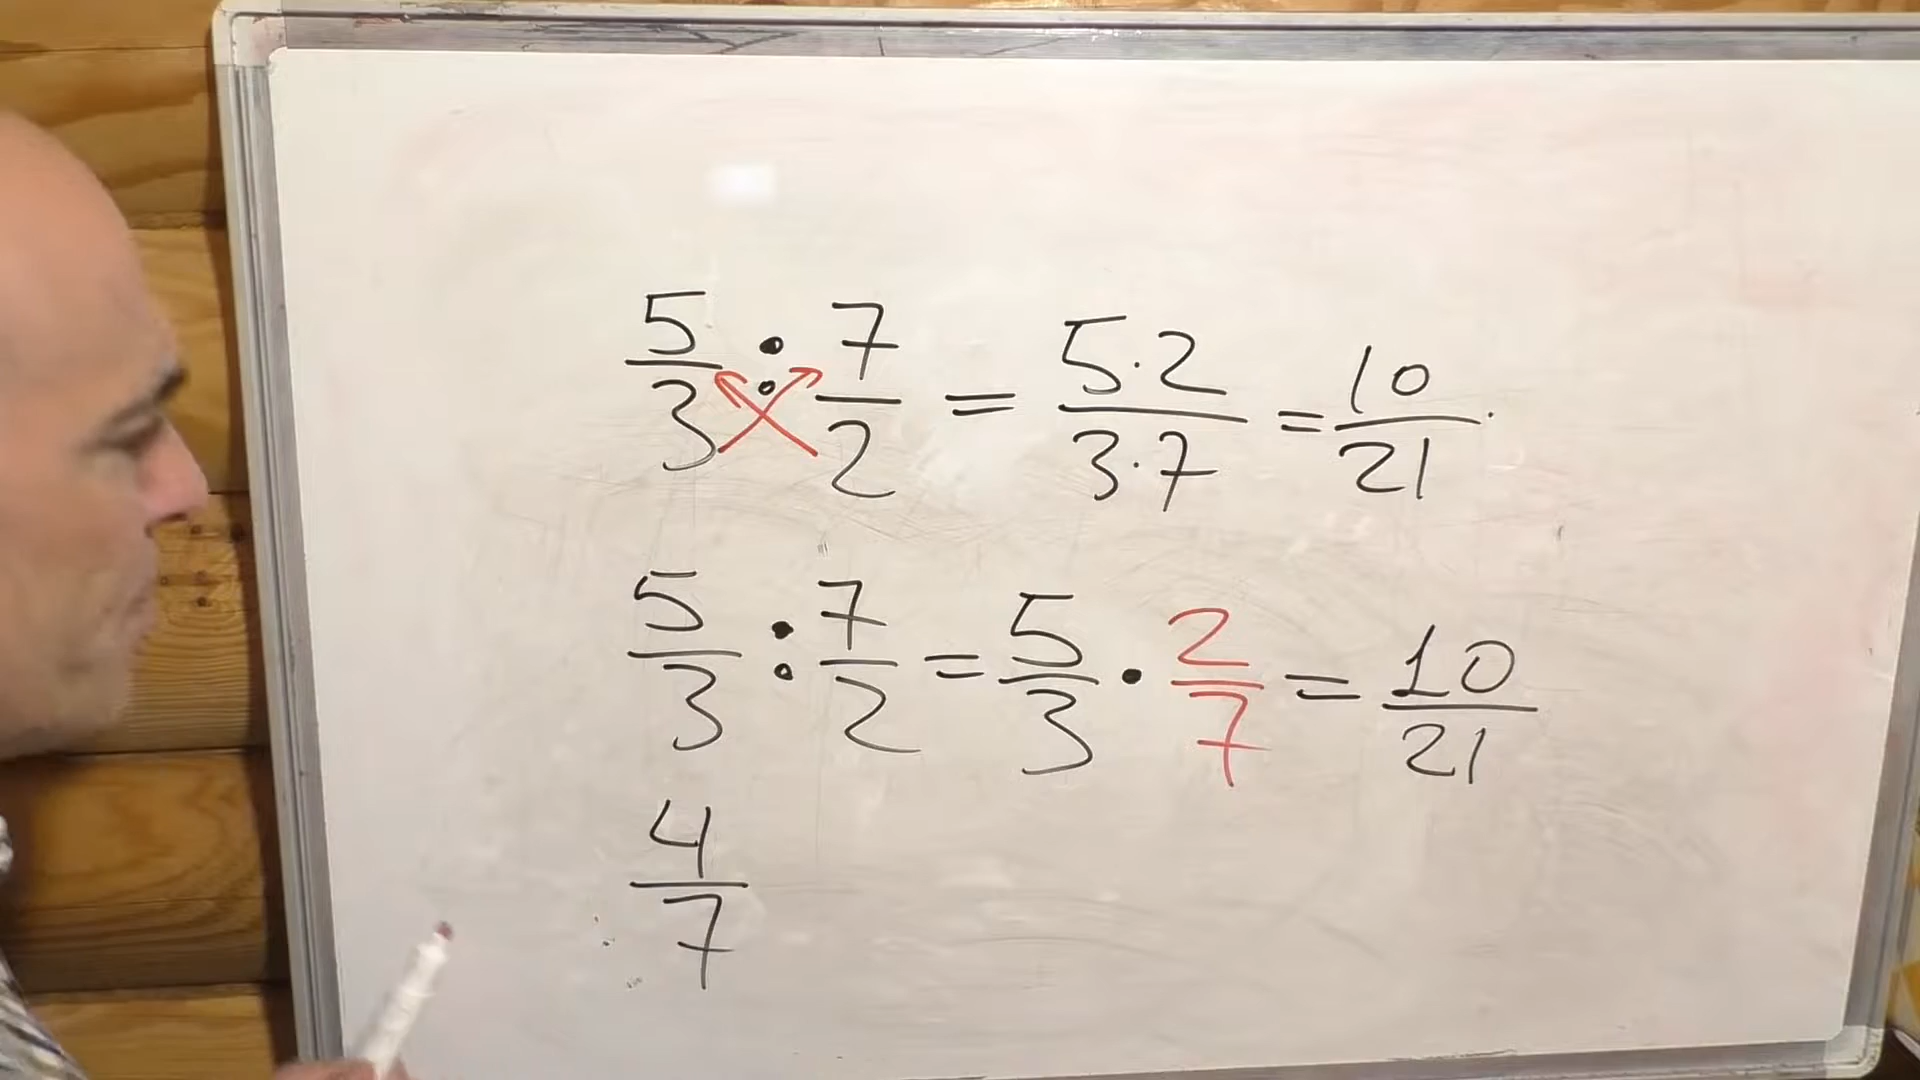 5/3 : 7/2 = 5·2/3·7 = 10/21
5/3 : 7/2 = 5/3 · 2/7 = 10/21
4/7